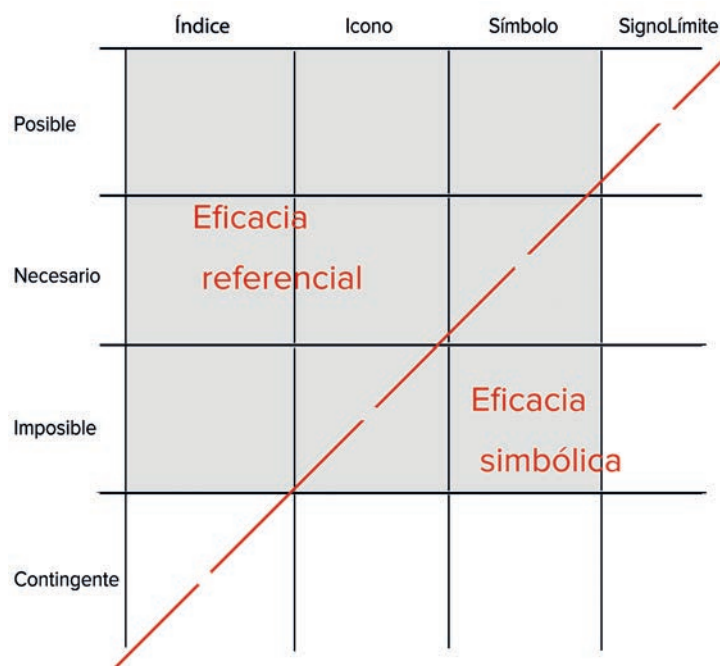 Índice Icono Símbolo SignoLímite
Posible
Eficacia
referencial
Necesario
Eficacia
Imposible
simbólica
Contingente